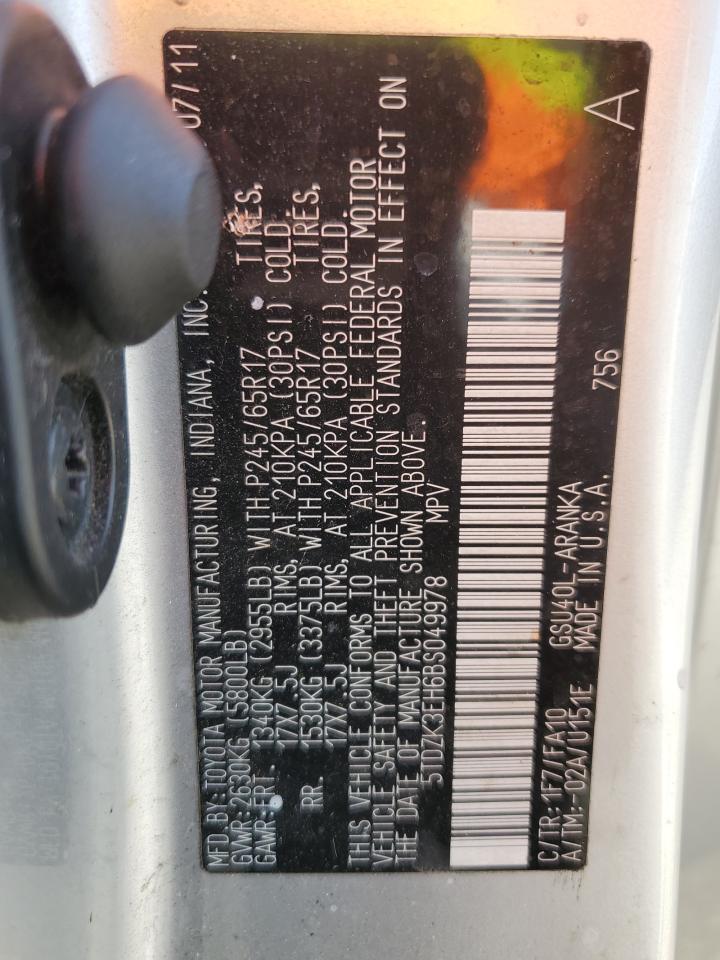 MFD. BY: TOYOTA MOTOR MANUFACTURING, INDIANA, INC. 07/11
GVWR: 2630KG (5800LB)
GAWR: FRT. 1340KG (2955LB) WITH P245/65R17 TIRES,
17X7.5J RIMS, AT 210KPA (30PSI) COLD
RR. 1530KG (3375LB) WITH P245/65R17 TIRES,
17X7.5J RIMS, AT 210KPA (30PSI) COLD.
THIS VEHICLE CONFORMS TO ALL APPLICABLE FEDERAL MOTOR
VEHICLE SAFETY AND THEFT PREVENTION STANDARDS IN EFFECT ON
THE DATE OF MANUFACTURE SHOWN ABOVE.
5TDZK3EH6BS049978 MPV
A
C/TR: 1F7/FA10 GSU40L-ARANKA 756
A/TM: -02A/U151E MADE IN U.S.A.